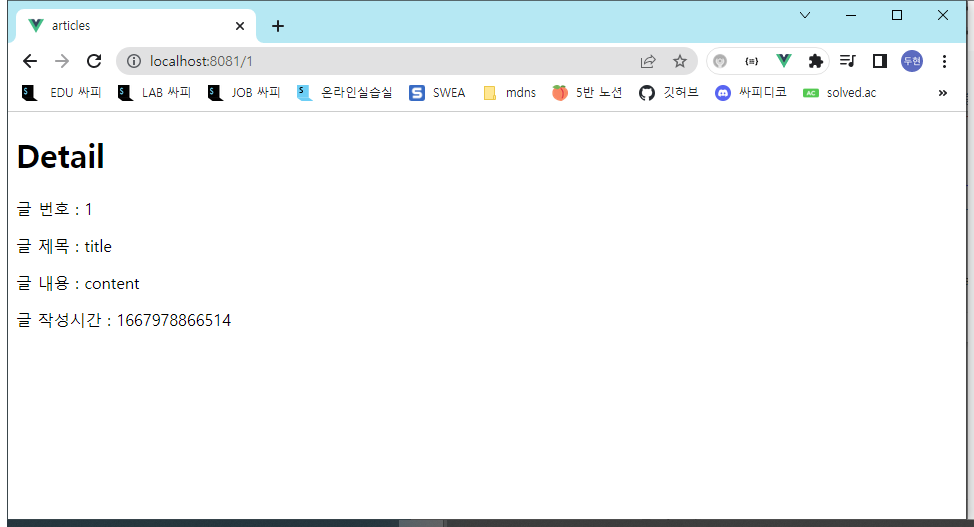 articles
localhost:8081/1
두현
EDU 싸피 LAB 싸피 JOB 싸피 온라인실습실 SWEA mdns 5반 노션 깃허브 싸피디코 solved.ac
Detail
글 번호 : 1
글 제목 : title
글 내용 : content
글 작성시간 : 1667978866514